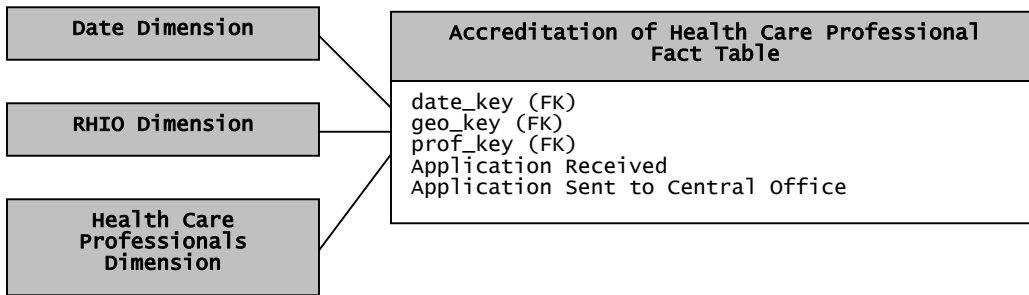 Date Dimension
RHIO Dimension
Health Care
Professionals
Dimension
Accreditation of Health Care Professional
Fact Table
date_key (FK)
geo_key (FK)
prof_key (FK)
Application Received
Application Sent to Central Office